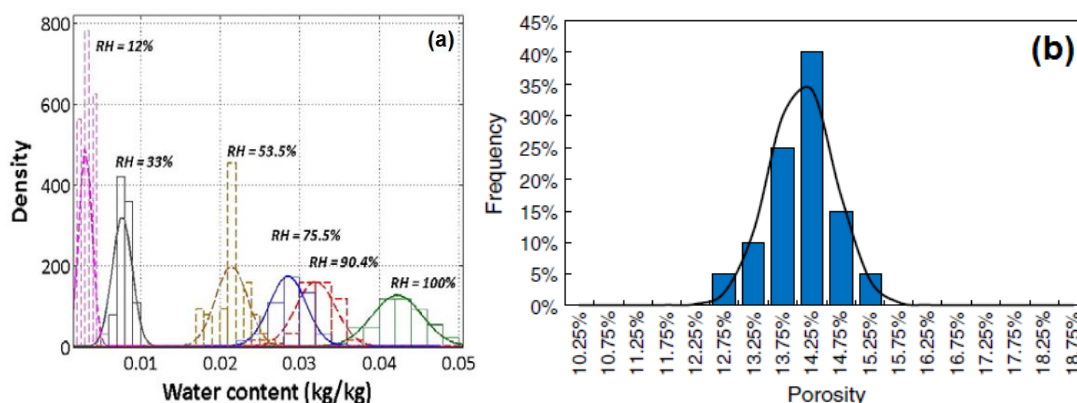 (a)
800
600
400
200
0
Density
RH = 12%
RH = 33%
RH = 53.5%
RH = 75.5%
RH = 90.4%
RH = 100%
0.01 0.02 0.03 0.04 0.05
Water content (kg/kg)
(b)
45%
40%
35%
30%
25%
20%
15%
10%
5%
0%
Frequency
10.25%
10.75%
11.25%
11.75%
12.25%
12.75%
13.25%
13.75%
14.25%
14.75%
15.25%
15.75%
16.25%
16.75%
17.25%
17.75%
18.25%
18.75%
Porosity